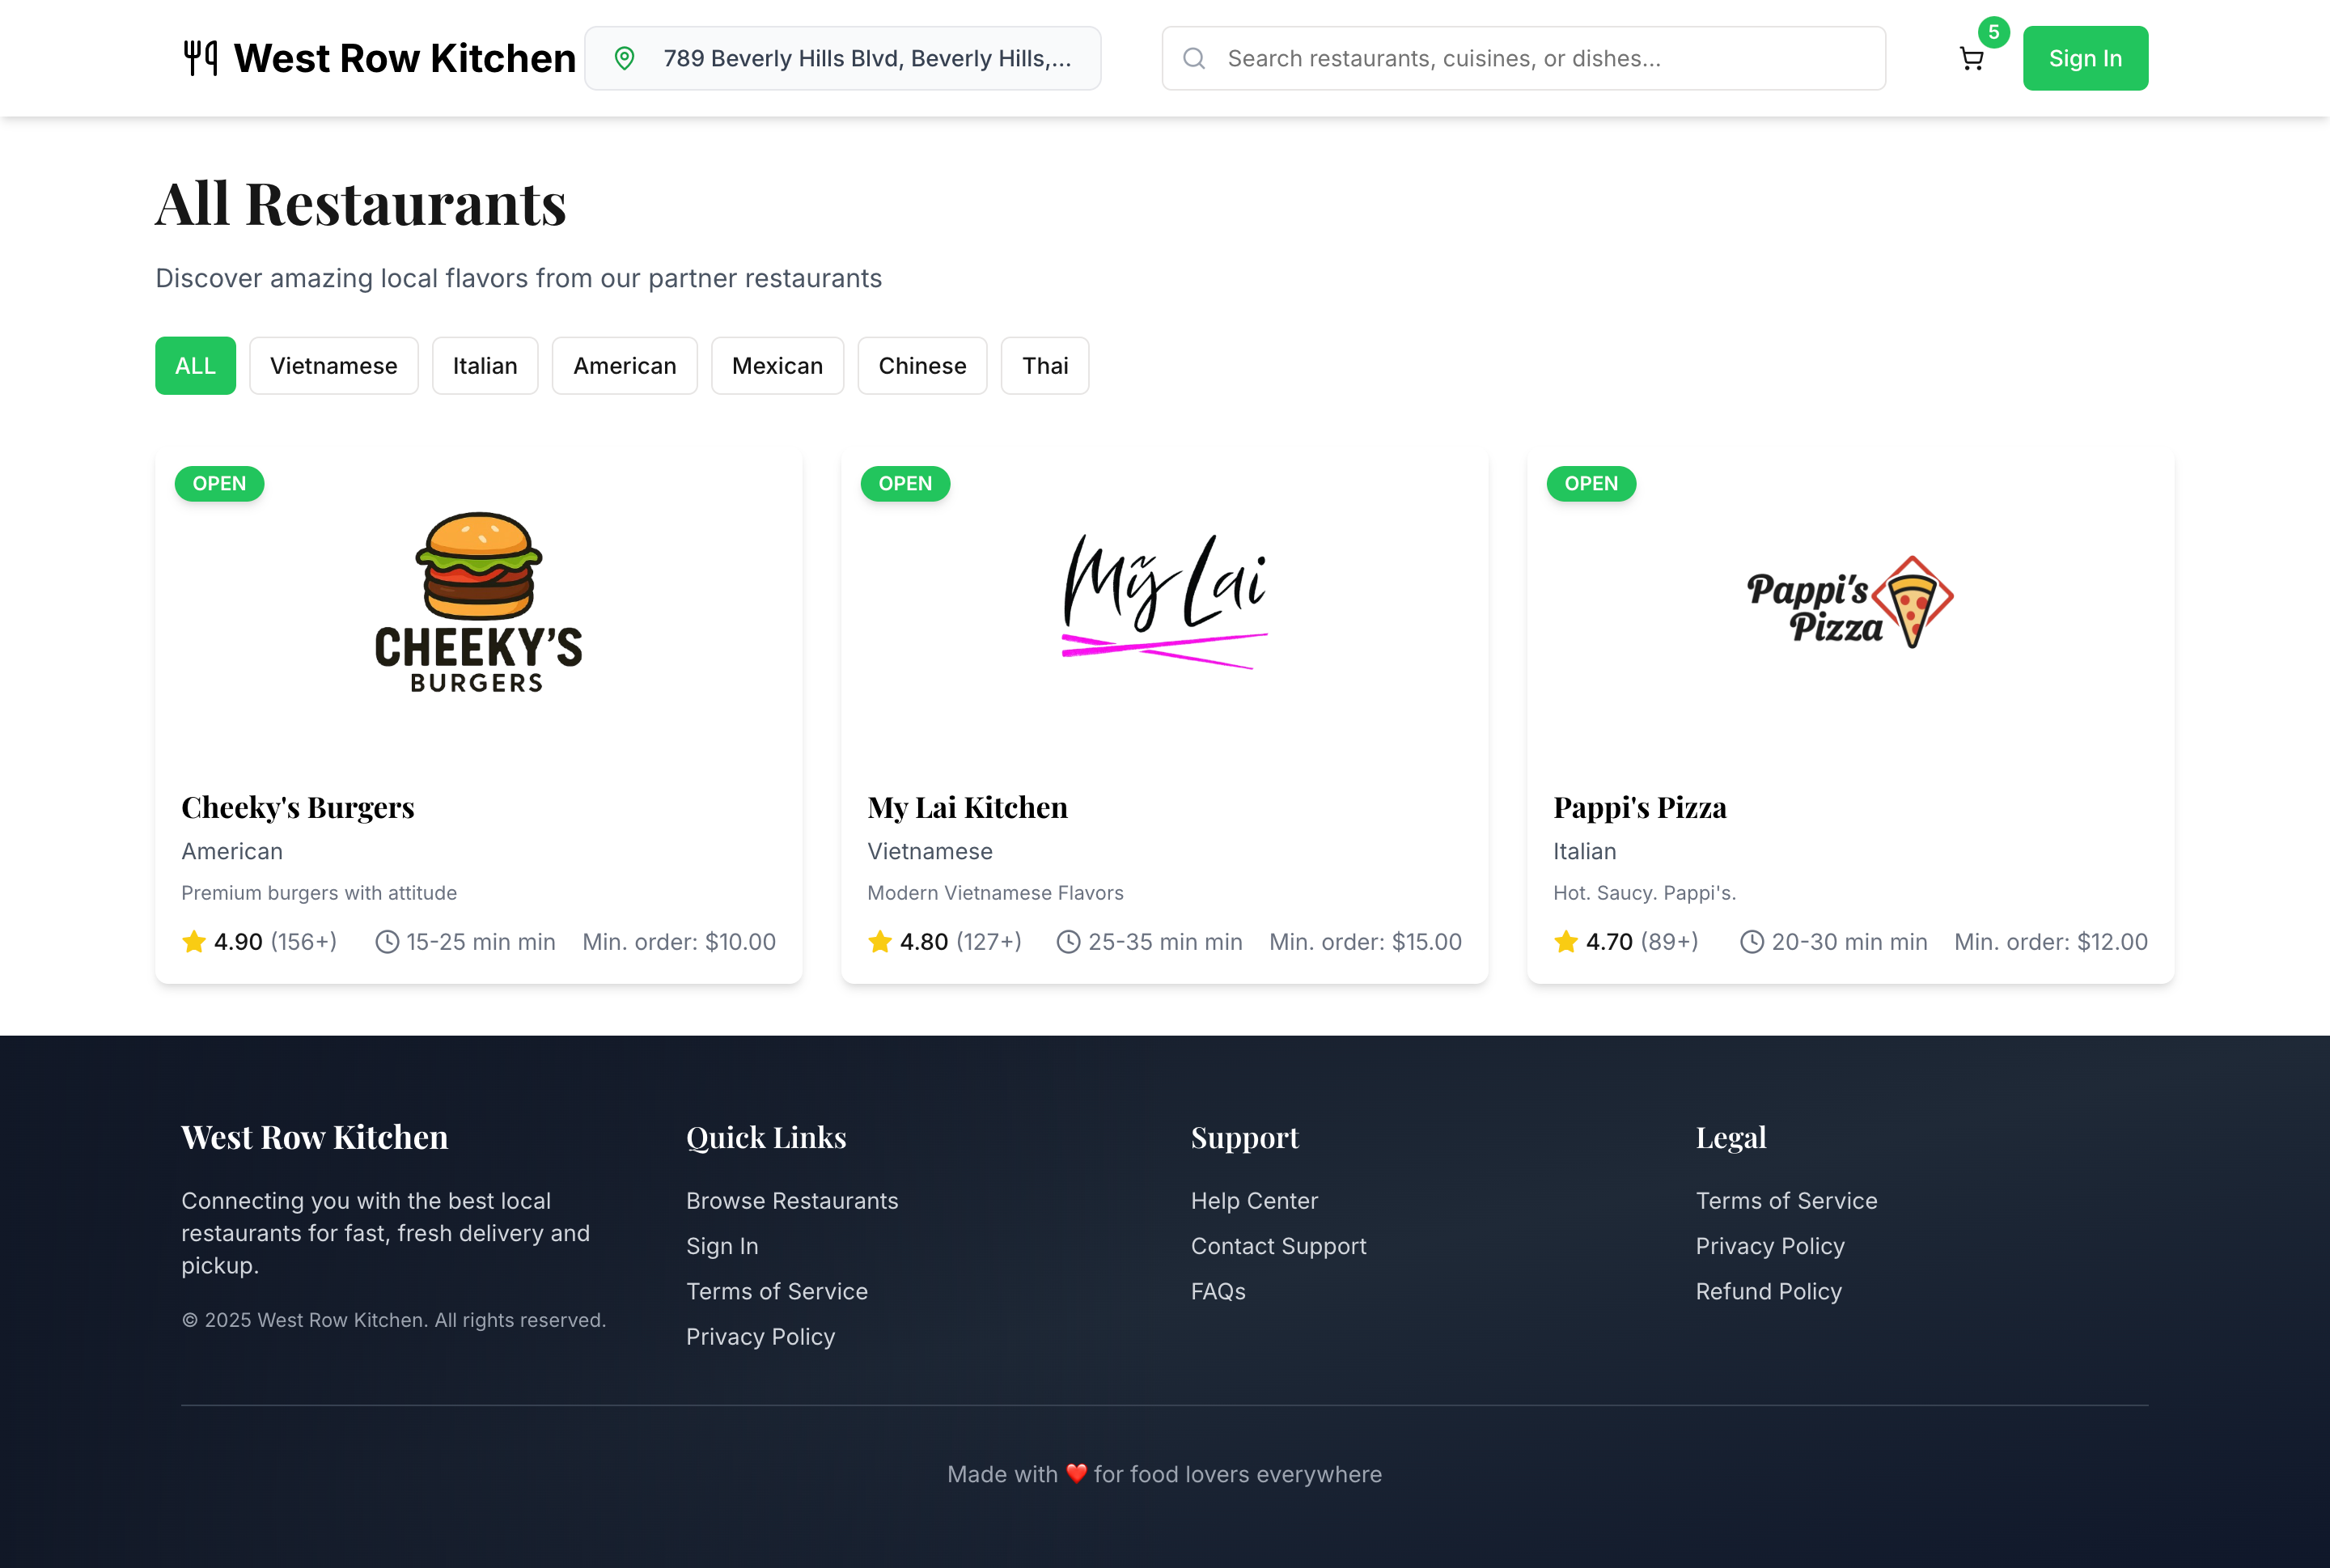 West Row Kitchen
789 Beverly Hills Blvd, Beverly Hills,...
Search restaurants, cuisines, or dishes...
5
Sign In
All Restaurants
Discover amazing local flavors from our partner restaurants
ALL
Vietnamese
Italian
American
Mexican
Chinese
Thai
OPEN
CHEEKY'S
BURGERS
Cheeky's Burgers
American
Premium burgers with attitude
4.90 (156+) 15-25 min min Min. order: $10.00
OPEN
Mỹ Lai
My Lai Kitchen
Vietnamese
Modern Vietnamese Flavors
4.80 (127+) 25-35 min min Min. order: $15.00
OPEN
Pappi's
Pizza
Pappi's Pizza
Italian
Hot. Saucy. Pappi's.
4.70 (89+) 20-30 min min Min. order: $12.00
West Row Kitchen
Connecting you with the best local
restaurants for fast, fresh delivery and
pickup.
© 2025 West Row Kitchen. All rights reserved.
Quick Links
Browse Restaurants
Sign In
Terms of Service
Privacy Policy
Support
Help Center
Contact Support
FAQs
Legal
Terms of Service
Privacy Policy
Refund Policy
Made with ❤️ for food lovers everywhere